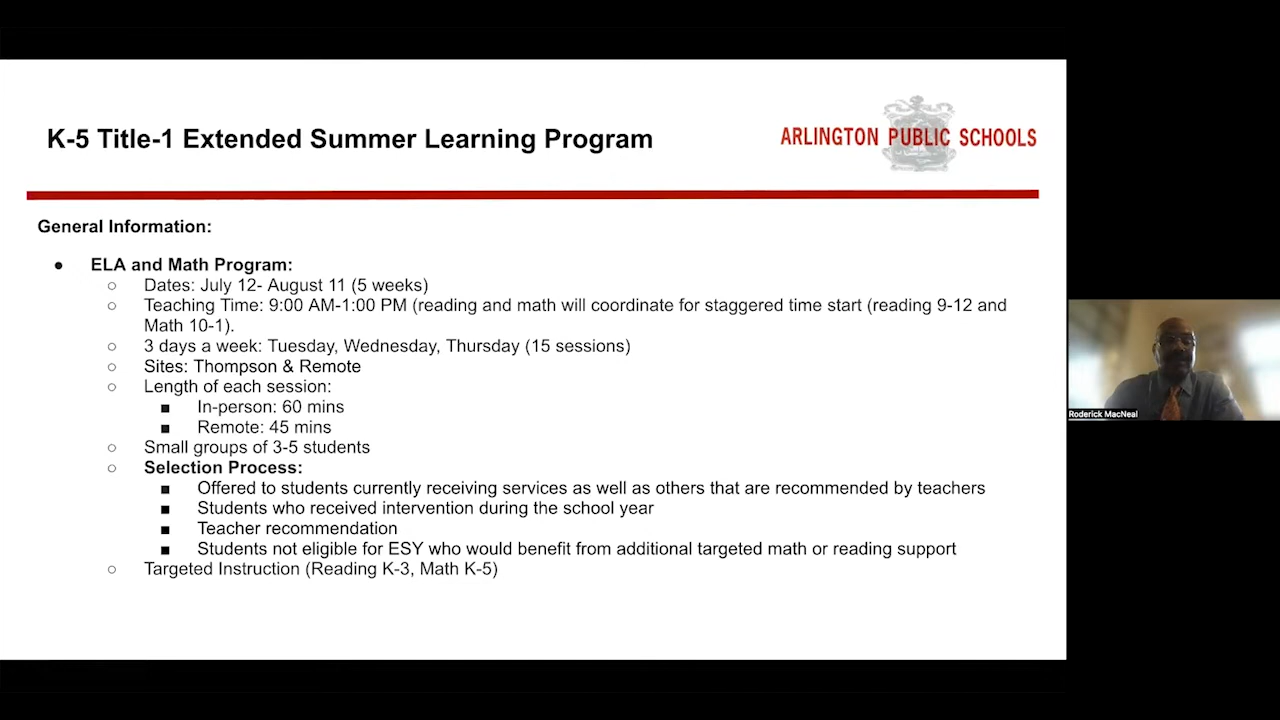 K-5 Title-1 Extended Summer Learning Program
ARLINGTON PUBLIC SCHOOLS
General Information:
● ELA and Math Program:
○ Dates: July 12- August 11 (5 weeks)
○ Teaching Time: 9:00 AM-1:00 PM (reading and math will coordinate for staggered time start (reading 9-12 and
Math 10-1).
○ 3 days a week: Tuesday, Wednesday, Thursday (15 sessions)
○ Sites: Thompson & Remote
○ Length of each session:
■ In-person: 60 mins
■ Remote: 45 mins
○ Small groups of 3-5 students
○ Selection Process:
■ Offered to students currently receiving services as well as others that are recommended by teachers
■ Students who received intervention during the school year
■ Teacher recommendation
■ Students not eligible for ESY who would benefit from additional targeted math or reading support
○ Targeted Instruction (Reading K-3, Math K-5)
Roderick MacNeal